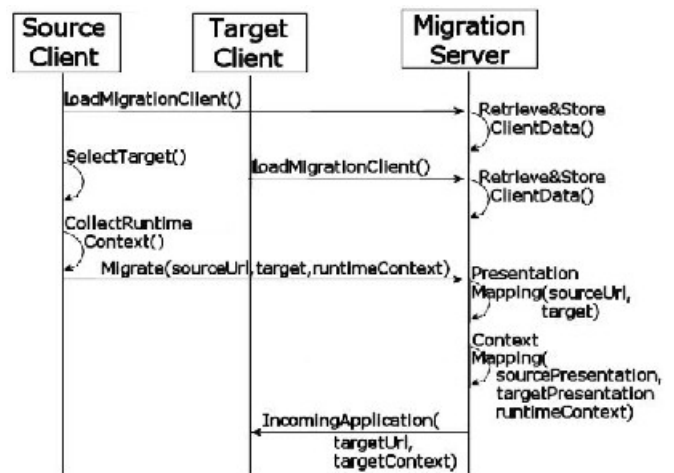 Source Client
Target Client
Migration Server
LoadMigrationClient()
Retrieve&Store
ClientData()
SelectTarget()
LoadMigrationClient()
Retrieve&Store
ClientData()
CollectRuntime
Context()
Migrate(sourceUrl,target,runtimeContext)
Presentation
Mapping(sourceUrl,
target)
Context
Mapping(
sourcePresentation,
targetPresentation
runtimeContext)
IncomingApplication(
targetUrl,
targetContext)